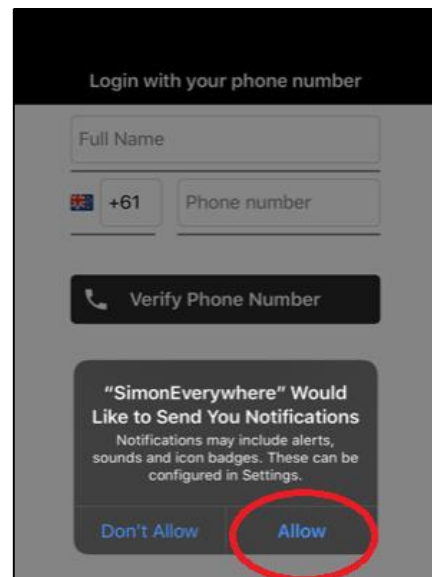 Login with your phone number
Full Name
+61 Phone number
Verify Phone Number
“SimonEverywhere” Would
Like to Send You Notifications
Notifications may include alerts,
sounds and icon badges. These can be
configured in Settings.
Don't Allow Allow